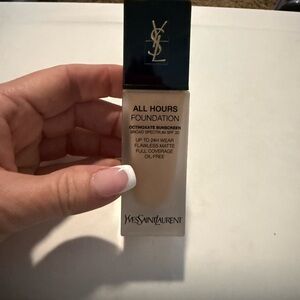 YSL
ALL HOURS
FOUNDATION
OCTINOXATE SUNSCREEN
BROAD SPECTRUM SPF 20
UP TO 24H WEAR
FLAWLESS MATTE
FULL COVERAGE
OIL-FREE
YVESSAINTLAURENT